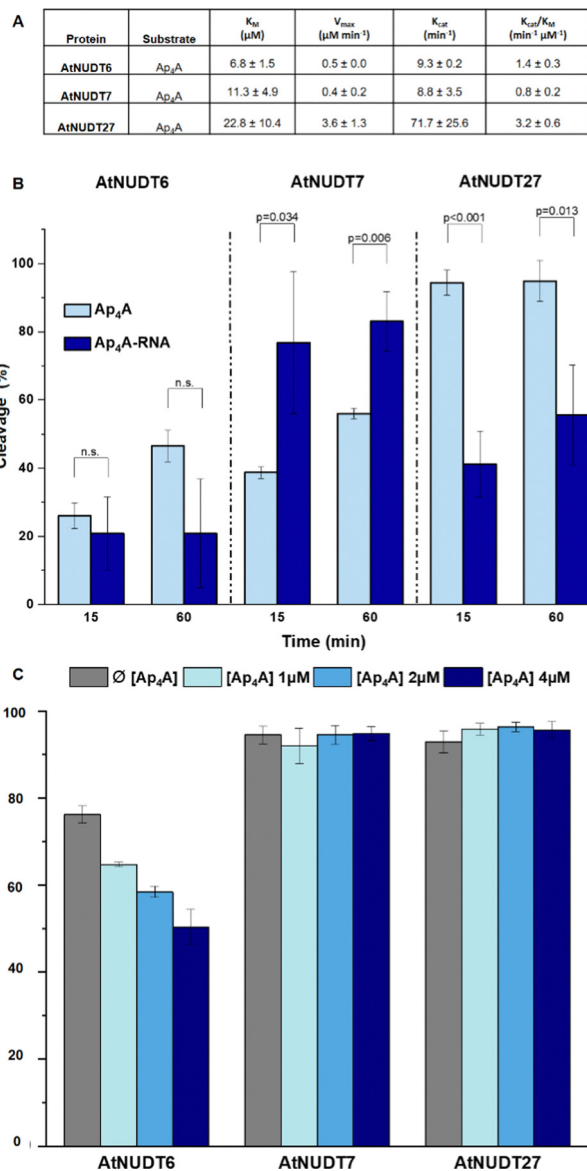 A
Protein Substrate K_M (µM) V_max (µM min⁻¹) K_cat (min⁻¹) K_cat/K_M (min⁻¹ µM⁻¹)
AtNUDT6 Ap₄A 6.8 ± 1.5 0.5 ± 0.0 9.3 ± 0.2 1.4 ± 0.3
AtNUDT7 Ap₄A 11.3 ± 4.9 0.4 ± 0.2 8.8 ± 3.5 0.8 ± 0.2
AtNUDT27 Ap₄A 22.8 ± 10.4 3.6 ± 1.3 71.7 ± 25.6 3.2 ± 0.6
B
AtNUDT6 AtNUDT7 AtNUDT27
p=0.034 p=0.006 p<0.001 p=0.013
Ap₄A
Ap₄A-RNA
n.s. n.s.
100
80
60
40
20
0
Cleavage (%)
15 60 15 60 15 60
Time (min)
C
Ø [Ap₄A] [Ap₄A] 1µM [Ap₄A] 2µM [Ap₄A] 4µM
100
80
60
40
20
0
AtNUDT6 AtNUDT7 AtNUDT27